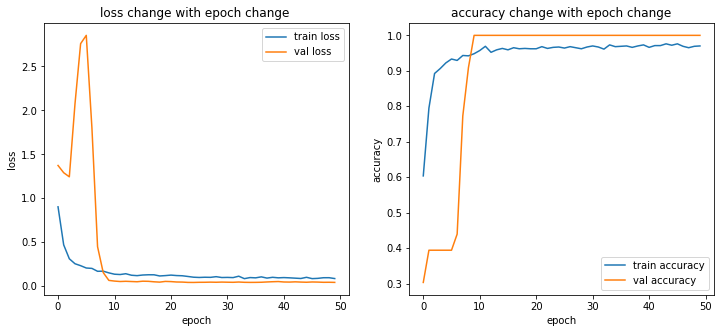 loss change with epoch change
train loss
val loss
loss
2.5
2.0
1.5
1.0
0.5
0.0
0 10 20 30 40 50
epoch
accuracy change with epoch change
accuracy
1.0
0.9
0.8
0.7
0.6
0.5
0.4
0.3
train accuracy
val accuracy
0 10 20 30 40 50
epoch